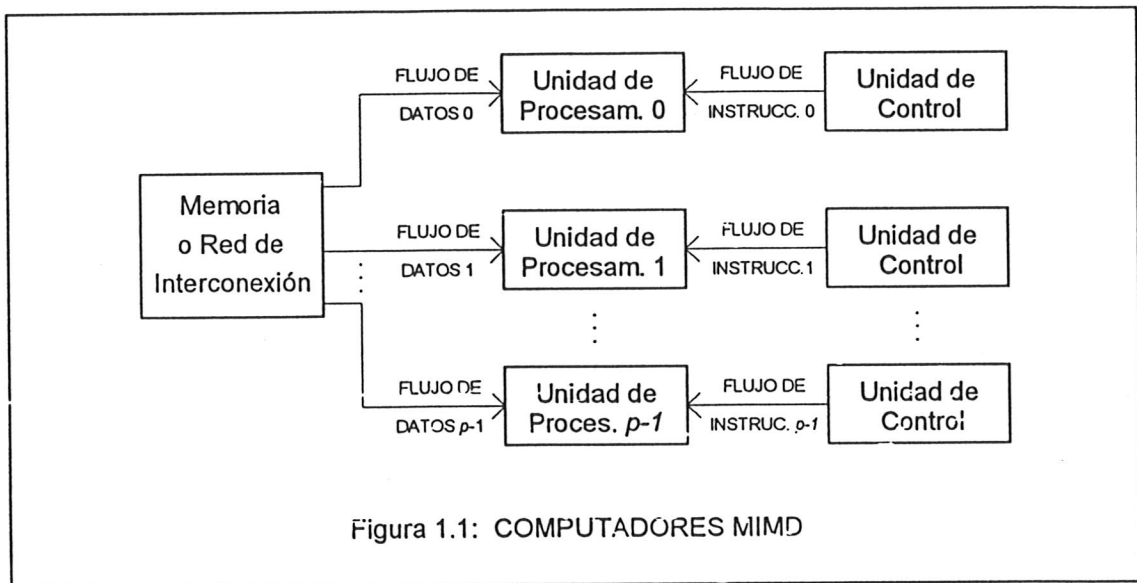 FLUJO DE
DATOS 0
Unidad de
Procesam. 0
FLUJO DE
INSTRUCC. 0
Unidad de
Control
Memoria
o Red de
Interconexión
FLUJO DE
DATOS 1
Unidad de
Procesam. 1
FLUJO DE
INSTRUCC. 1
Unidad de
Control
FLUJO DE
DATOS p-1
Unidad de
Proces. p-1
FLUJO DE
INSTRUC. p-1
Unidad de
Control
Figura 1.1: COMPUTADORES MIMD